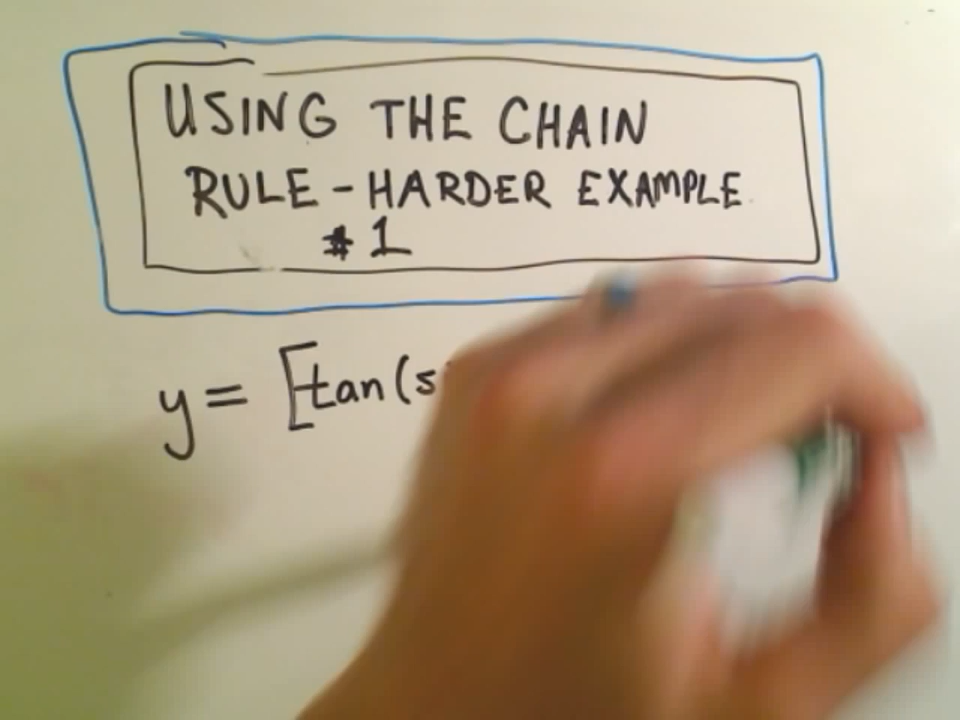 USING THE CHAIN
RULE - HARDER EXAMPLE
# 1
y = [tan(s